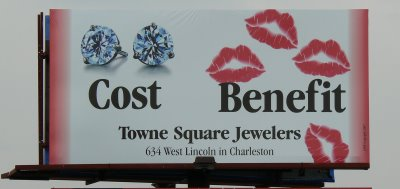 Cost Benefit
Towne Square Jewelers
634 West Lincoln in Charleston